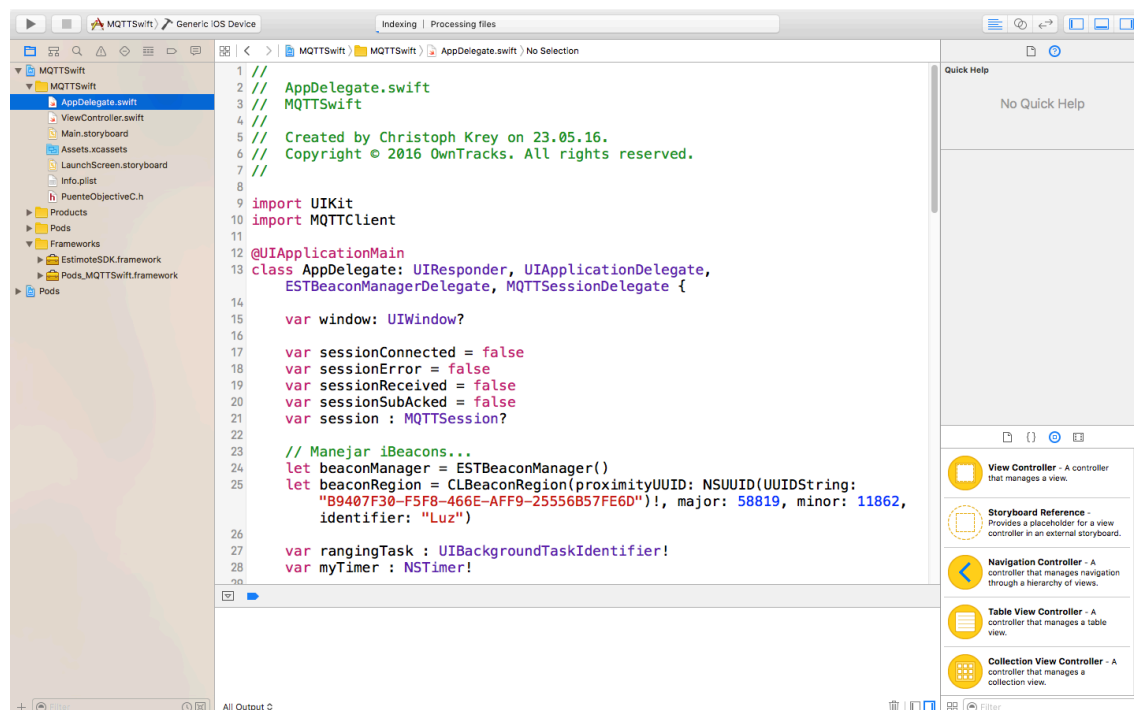 MQTTSwift 〉 Generic iOS Device
Indexing | Processing files
MQTTSwift 〉 MQTTSwift 〉 AppDelegate.swift 〉 No Selection
MQTTSwift
MQTTSwift
AppDelegate.swift
ViewController.swift
Main.storyboard
Assets.xcassets
LaunchScreen.storyboard
Info.plist
PuenteObjectiveC.h
Products
Pods
Frameworks
EstimoteSDK.framework
Pods_MQTTSwift.framework
Pods
Filter
1 //
2 // AppDelegate.swift
3 // MQTTSwift
4 //
5 // Created by Christoph Krey on 23.05.16.
6 // Copyright © 2016 OwnTracks. All rights reserved.
7 //
8
9 import UIKit
10 import MQTTClient
11
12 @UIApplicationMain
13 class AppDelegate: UIResponder, UIApplicationDelegate,
ESTBeaconManagerDelegate, MQTTSessionDelegate {
14
15 var window: UIWindow?
16
17 var sessionConnected = false
18 var sessionError = false
19 var sessionReceived = false
20 var sessionSubAcked = false
21 var session : MQTTSession?
22
23 // Manejar iBeacons...
24 let beaconManager = ESTBeaconManager()
25 let beaconRegion = CLBeaconRegion(proximityUUID: NSUUID(UUIDString:
"B9407F30-F5F8-466E-AFF9-25556B57FE6D")!, major: 58819, minor: 11862,
identifier: "Luz")
26
27 var rangingTask : UIBackgroundTaskIdentifier!
28 var myTimer : NSTimer!
29
All Output
Quick Help
No Quick Help
{}
View Controller - A controller
that manages a view.
Storyboard Reference -
Provides a placeholder for a view
controller in an external storyboard.
Navigation Controller - A
controller that manages navigation
through a hierarchy of views.
Table View Controller - A
controller that manages a table
view.
Collection View Controller - A
controller that manages a
collection view.
Filter